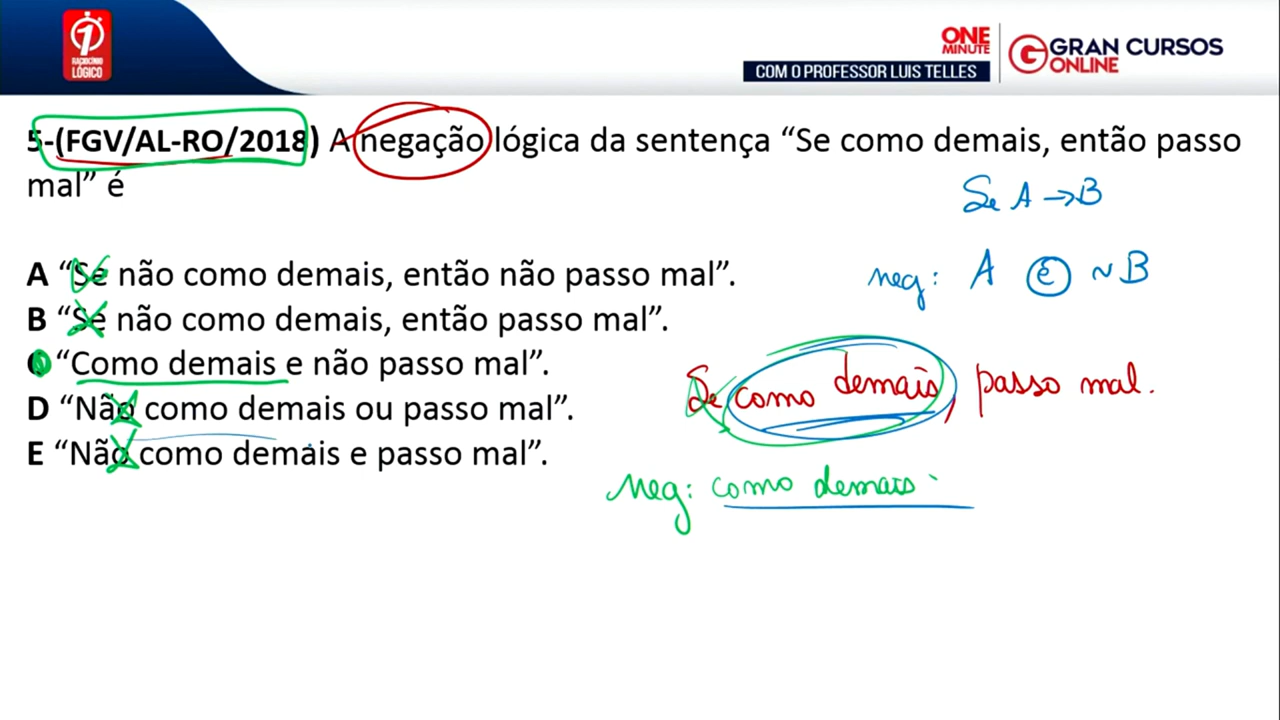 1
RACIOCÍNIO
LÓGICO
ONE
MINUTE
COM O PROFESSOR LUIS TELLES
GRAN CURSOS
ONLINE
5-(FGV/AL-RO/2018) A negação lógica da sentença “Se como demais, então passo
mal” é
Se A → B
neg: A e ~B
A “Se não como demais, então não passo mal”.
B “Se não como demais, então passo mal”.
C “Como demais e não passo mal”.
D “Não como demais ou passo mal”.
E “Não como demais e passo mal”.
Se como demais, passo mal.
Neg: como demais